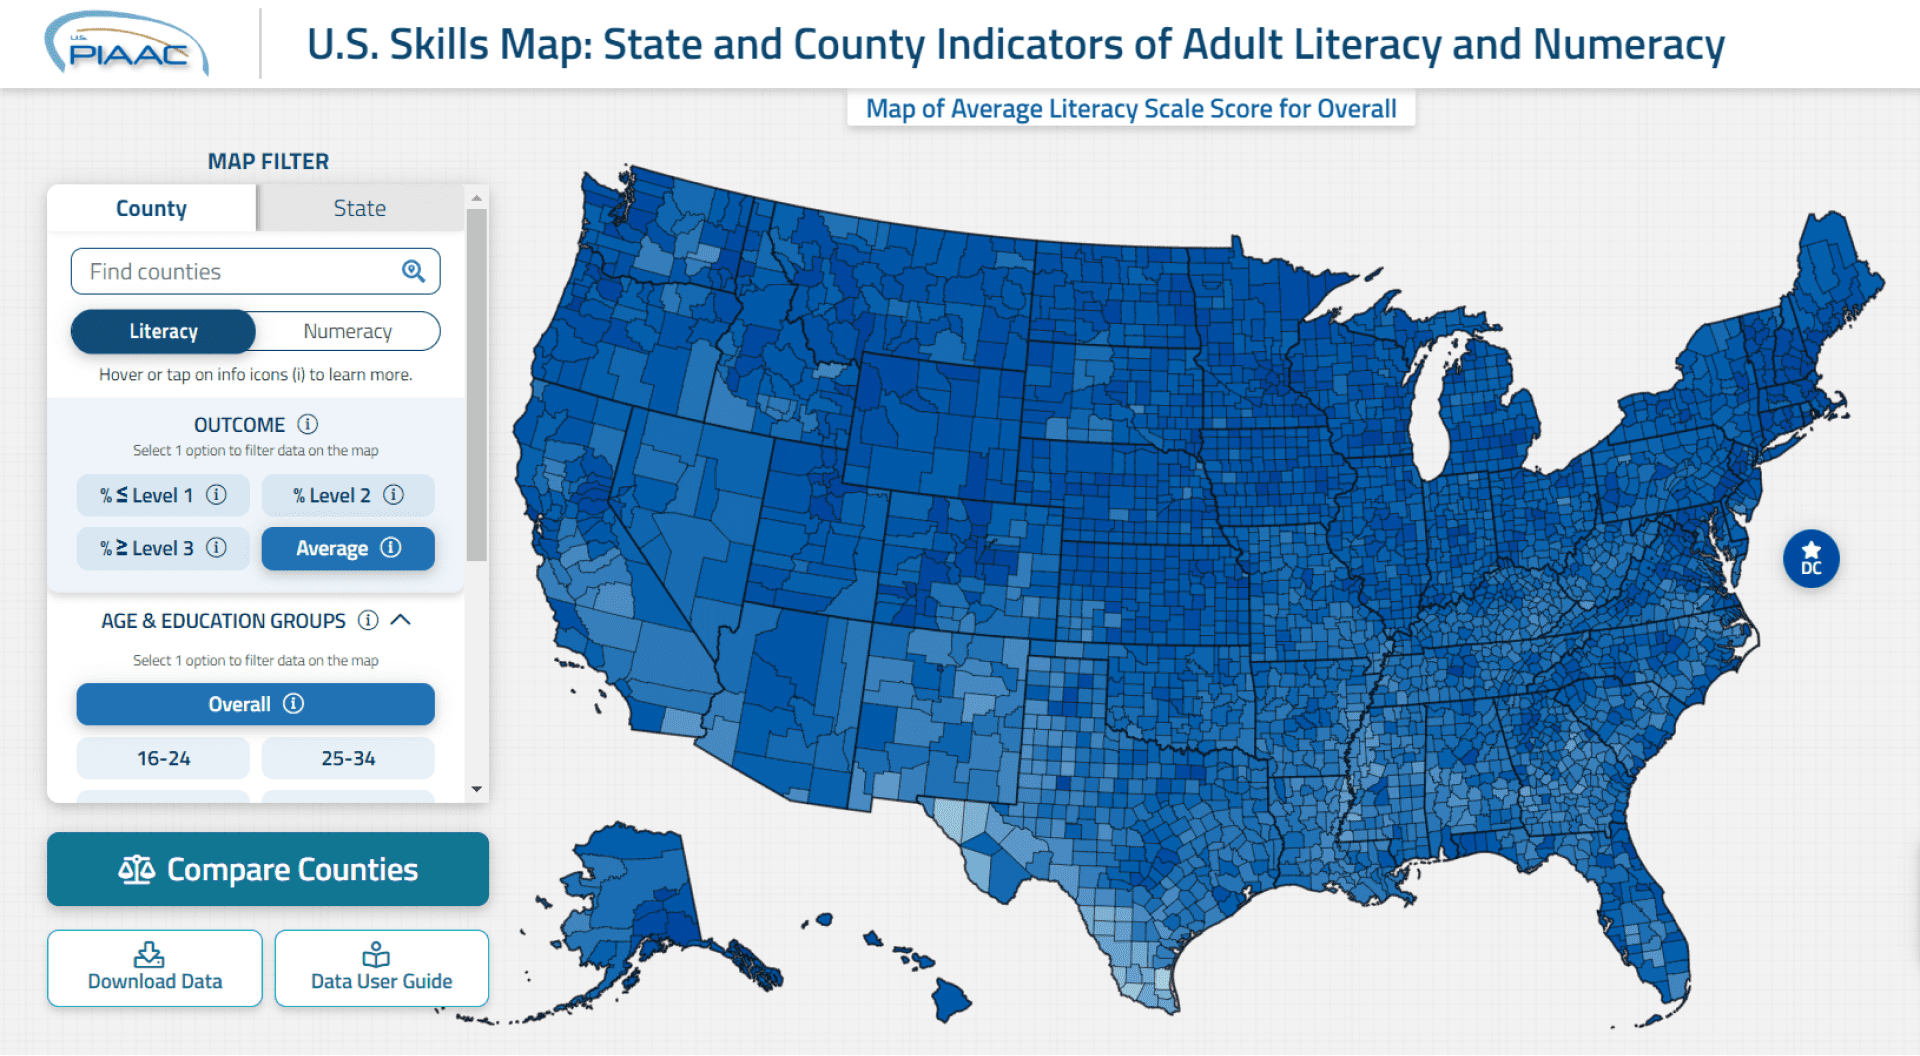 U.S.
PIAAC
U.S. Skills Map: State and County Indicators of Adult Literacy and Numeracy
Map of Average Literacy Scale Score for Overall
MAP FILTER
County
State
Find counties
Literacy
Numeracy
Hover or tap on info icons (i) to learn more.
OUTCOME i
Select 1 option to filter data on the map
% ≤ Level 1 i
% Level 2 i
% ≥ Level 3 i
Average i
AGE & EDUCATION GROUPS i
Select 1 option to filter data on the map
Overall i
16-24
25-34
Compare Counties
Download Data
Data User Guide
DC